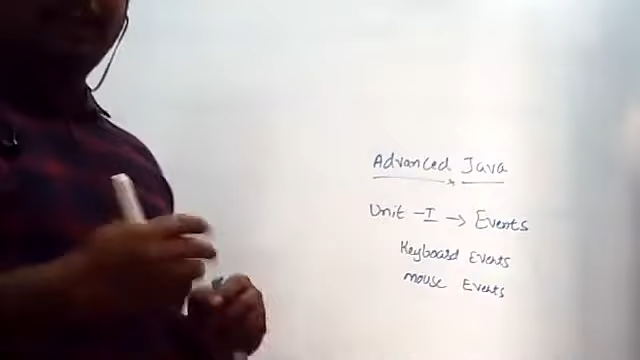 Advanced Java
Unit - I → Events
Keyboard Events
mouse Events